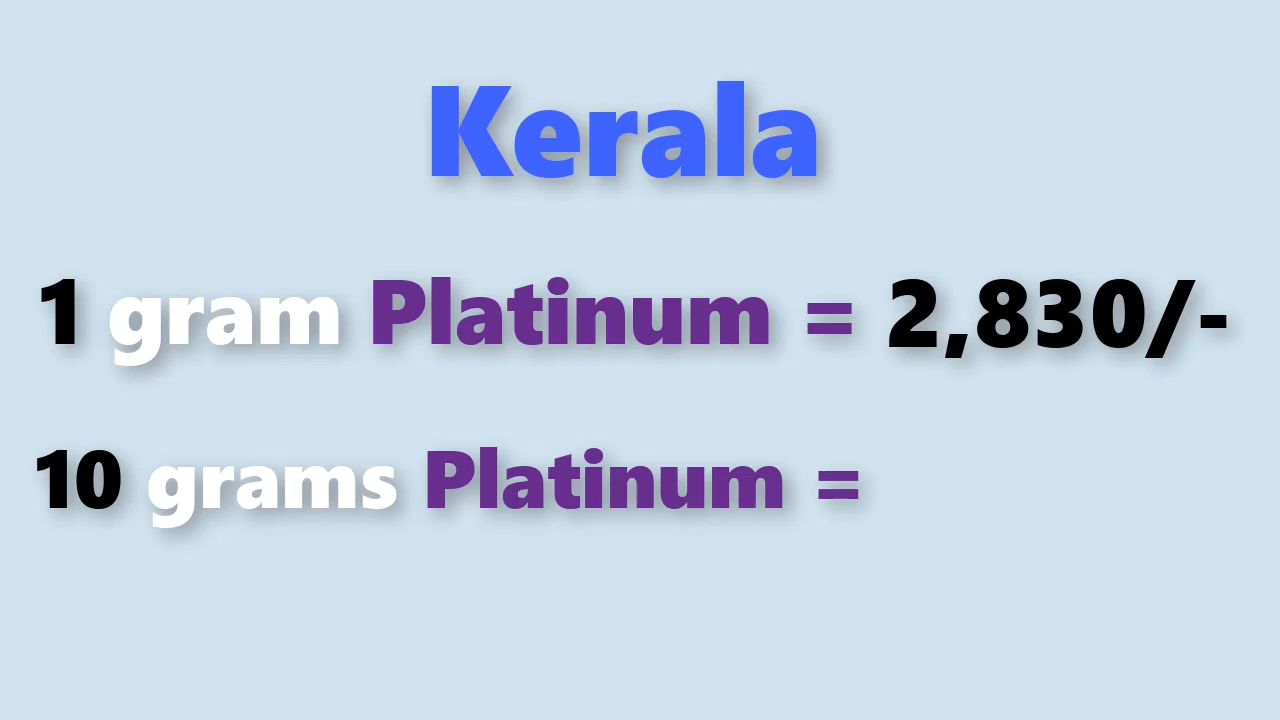 Kerala
1 gram Platinum = 2,830/-
10 grams Platinum =